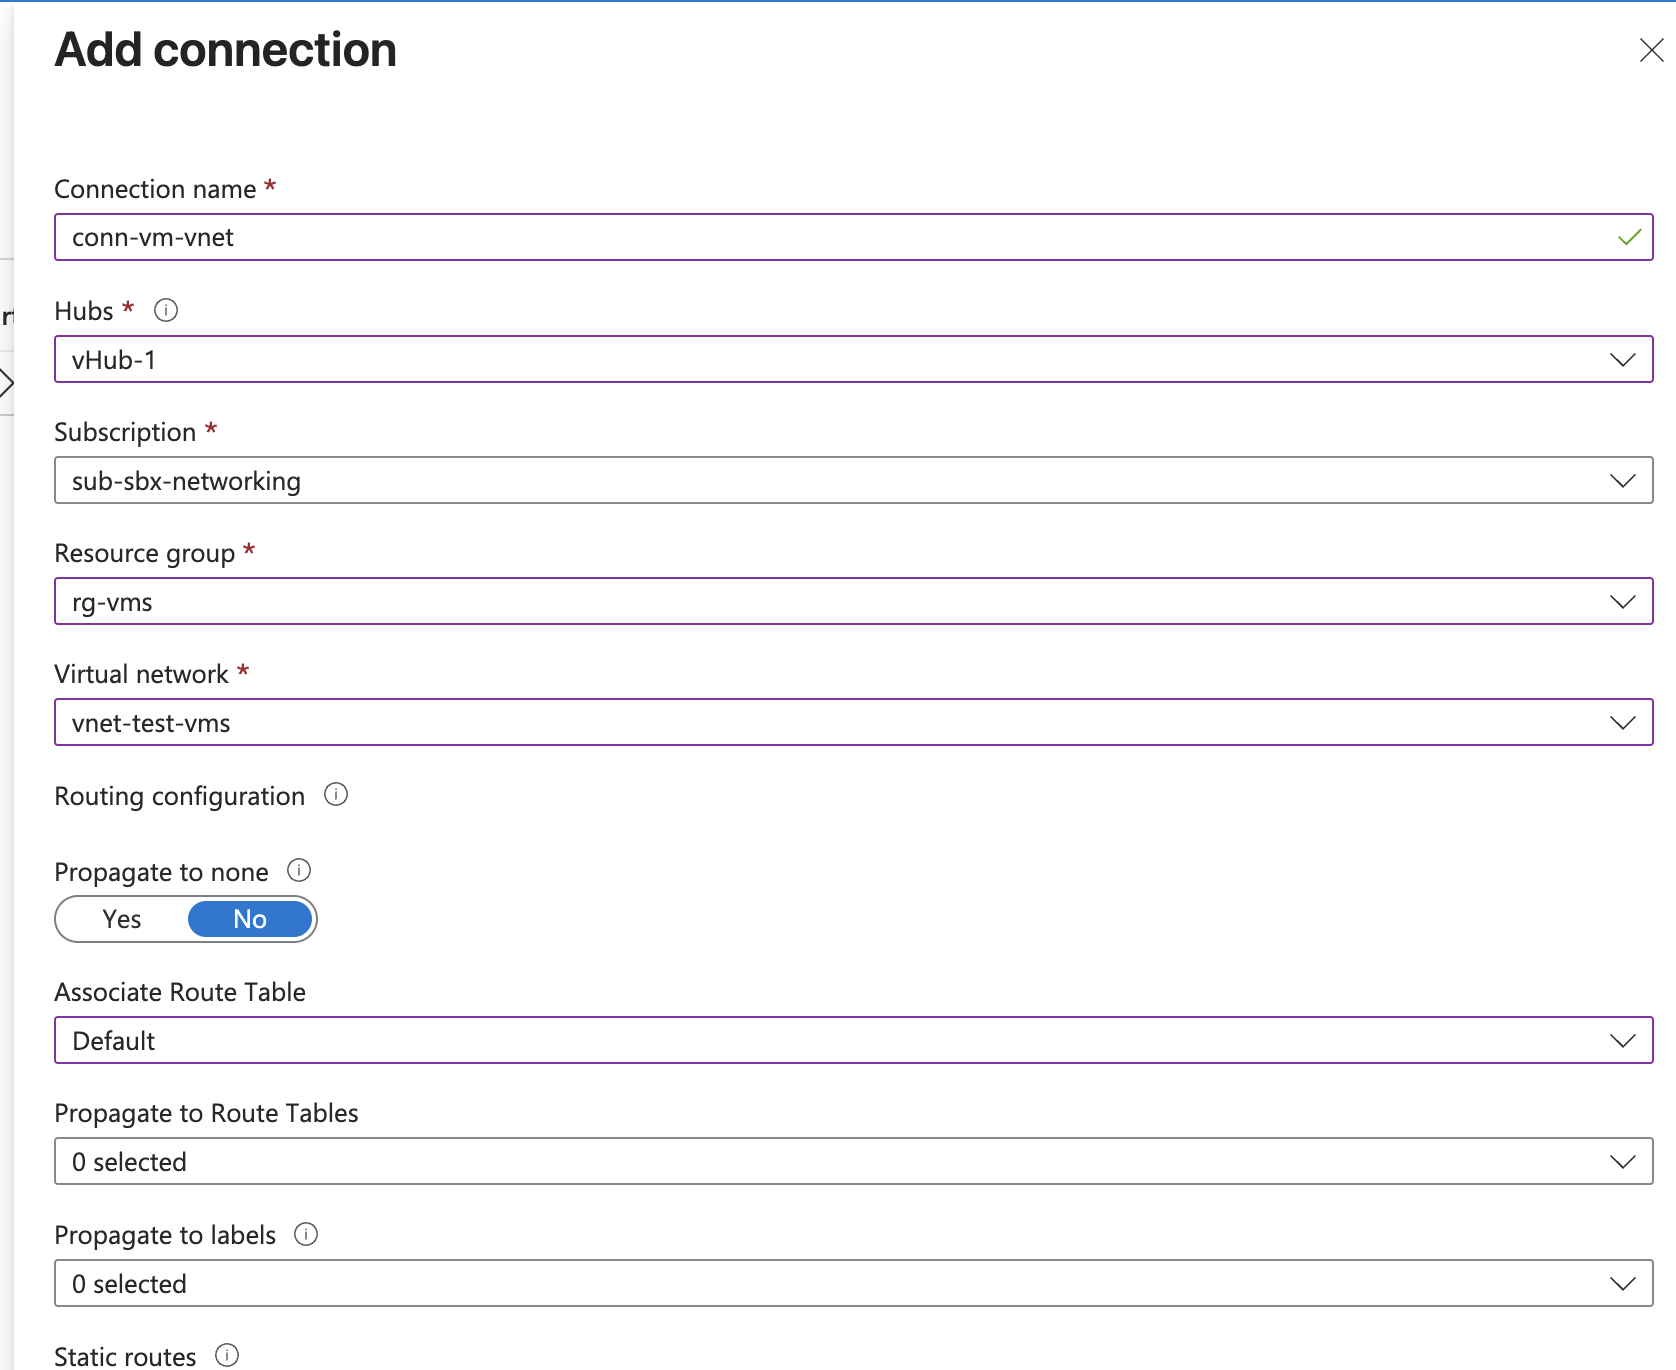 Add connection
Connection name *
conn-vm-vnet
Hubs *
vHub-1
Subscription *
sub-sbx-networking
Resource group *
rg-vms
Virtual network *
vnet-test-vms
Routing configuration
Propagate to none
Yes No
Associate Route Table
Default
Propagate to Route Tables
0 selected
Propagate to labels
0 selected
Static routes